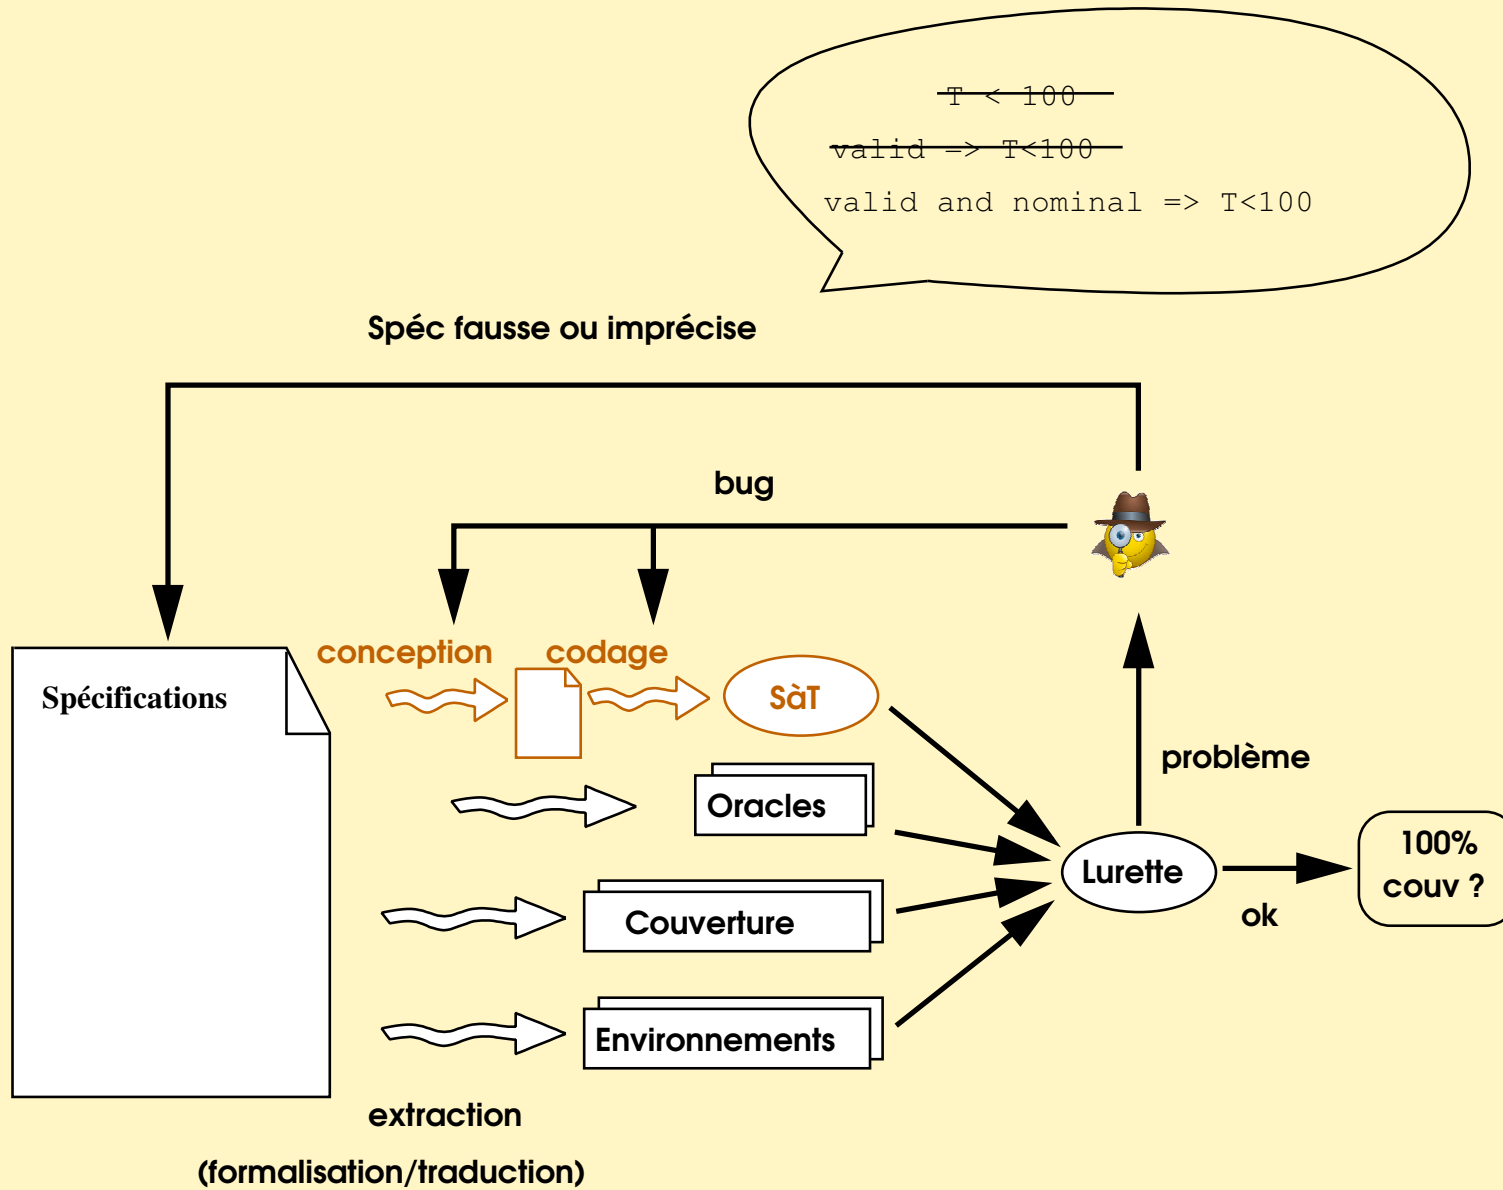 T < 100
valid => T<100
valid and nominal => T<100
Spéc fausse ou imprécise
bug
conception
codage
Spécifications
SàT
problème
Oracles
100%
couv ?
Lurette
ok
Couverture
Environnements
extraction
(formalisation/traduction)